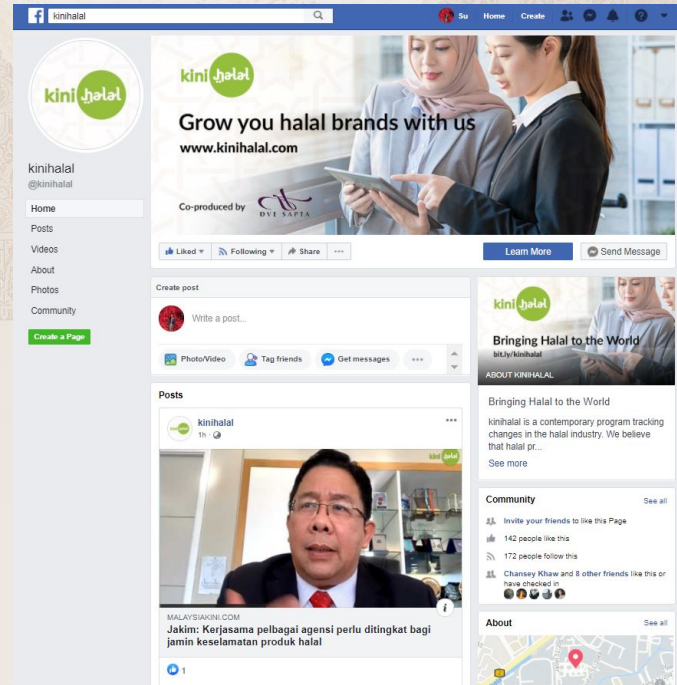 kinihalal
Su
Home
Create
kini halal
kinihalal
@kinihalal
Home
Posts
Videos
About
Photos
Community
Create a Page
kini halal
Grow you halal brands with us
www.kinihalal.com
Co-produced by
DVI SAPTA
Liked
Following
Share
Learn More
Send Message
Create post
Write a post...
Photo/Video
Tag friends
Get messages
Posts
kinihalal
1h
kini halal
MALAYSIAKINI.COM
Jakim: Kerjasama pelbagai agensi perlu ditingkat bagi
jamin keselamatan produk halal
1
kini halal
Bringing Halal to the World
bit.ly/kinihalal
ABOUT KINIHALAL
Bringing Halal to the World
kinihalal is a contemporary program tracking
changes in the halal industry. We believe
that halal pr...
See more
Community
See all
Invite your friends to like this Page
142 people like this
172 people follow this
Chansey Khaw and 8 other friends like this or
have checked in
About
See all